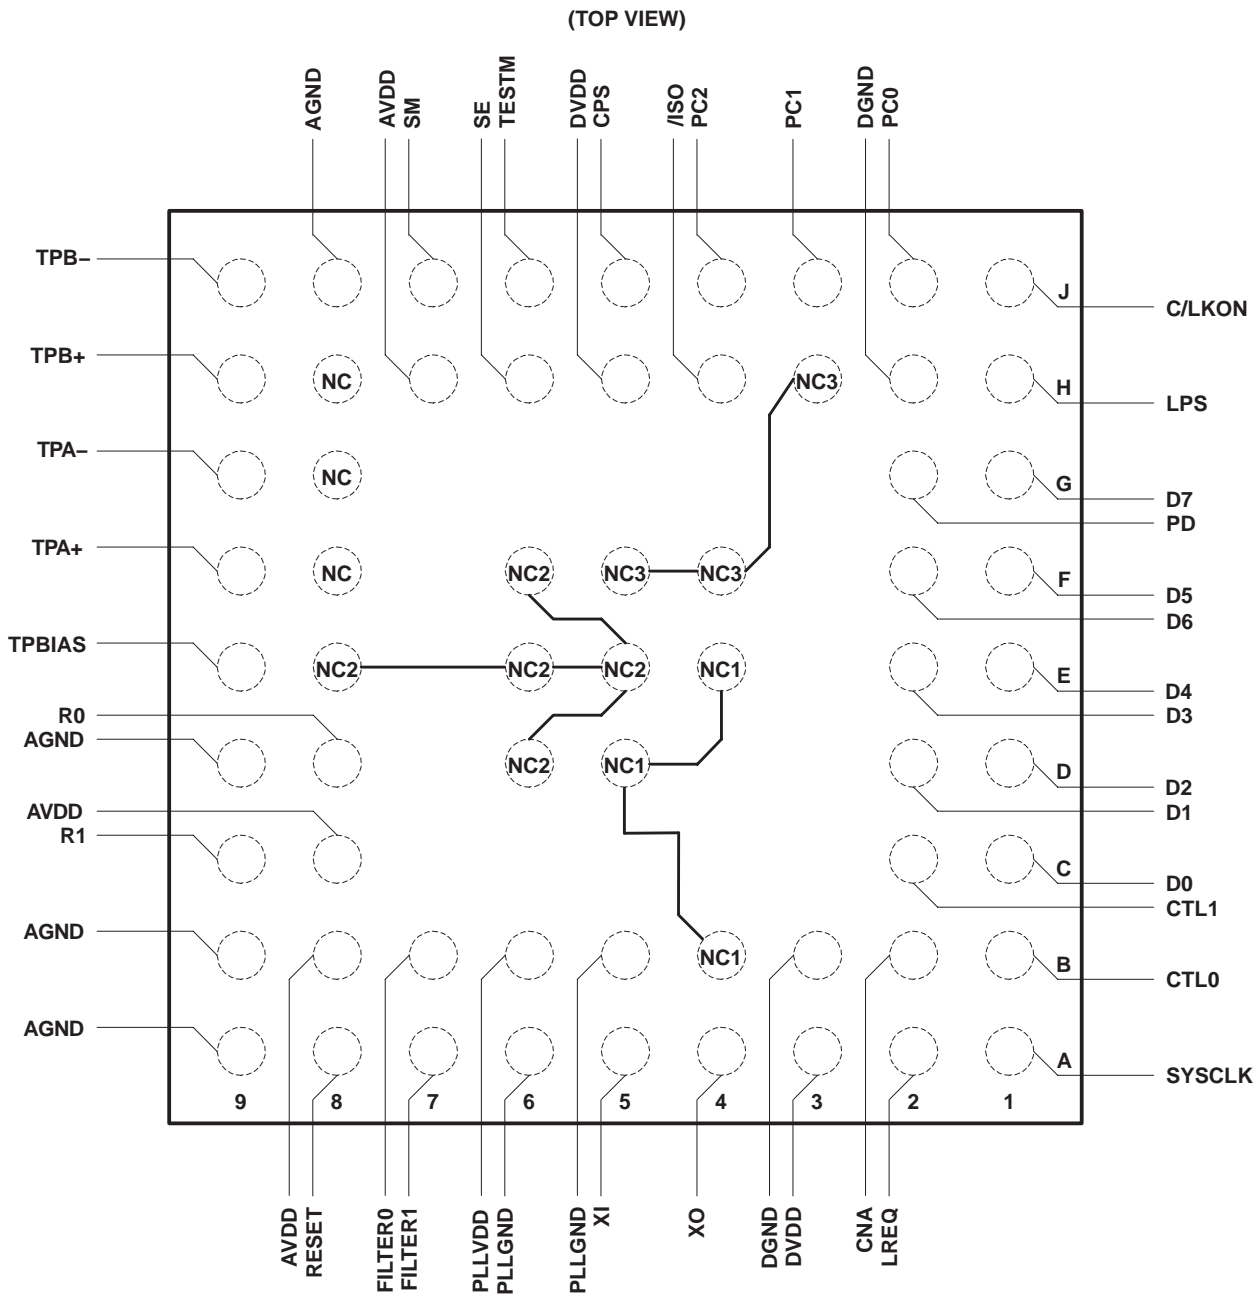 (TOP VIEW)
AGND
AVDD
SM
SE
TESTM
DVDD
CPS
/ISO
PC2
PC1
DGND
PC0
TPB–
J
C/LKON
TPB+
NC
NC3
H
LPS
TPA–
NC
G
D7
PD
TPA+
NC
NC2
NC3
NC3
F
D5
D6
TPBIAS
NC2
NC2
NC2
NC1
E
D4
D3
R0
AGND
NC2
NC1
D
D2
D1
AVDD
R1
C
D0
CTL1
AGND
NC1
B
CTL0
AGND
A
SYSCLK
9
8
7
6
5
4
3
2
1
AVDD
RESET
FILTER0
FILTER1
PLLVDD
PLLGND
PLLGND
XI
XO
DGND
DVDD
CNA
LREQ